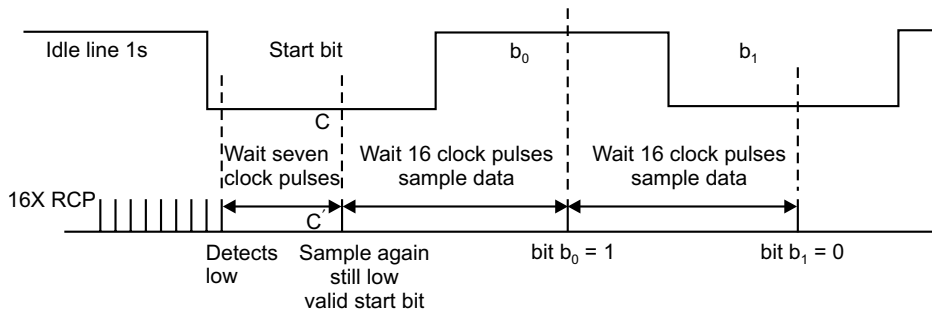 Idle line 1s
Start bit
b₀
b₁
C
Wait seven
clock pulses
Wait 16 clock pulses
sample data
Wait 16 clock pulses
sample data
16X RCP
C′
Detects
low
Sample again
still low
valid start bit
bit b₀ = 1
bit b₁ = 0